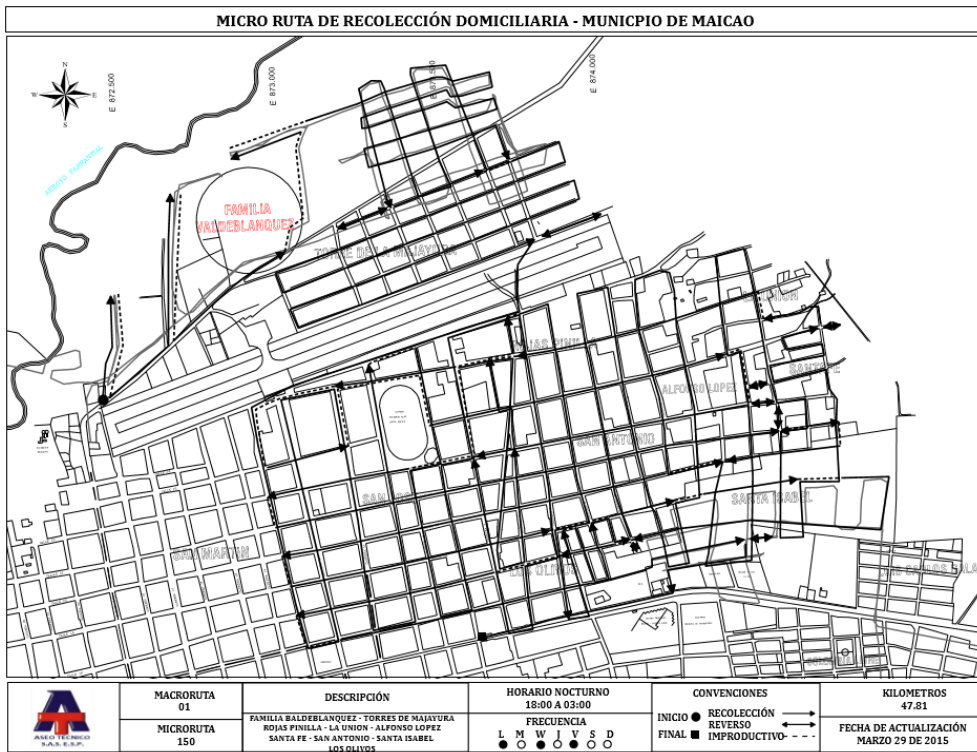 MICRO RUTA DE RECOLECCIÓN DOMICILIARIA - MUNICPIO DE MAICAO
N
W
E
S
E 872.500
E 873.000
E 874.000
FAMILIA
VALDEBLANQUEZ
TORRE DE LA MAJAYURA
LA UNION
SANTA FE
ALFONSO LOPEZ
SAN ANTONIO
SANTA ISABEL
SAN MARTIN
LOS OLIVOS
ASEO TECNICO
S.A.S. E.S.P.
MACRORUTA
01
MICRORUTA
150
DESCRIPCIÓN
FAMILIA BALDEBLANQUEZ - TORRES DE MAJAYURA
ROJAS PINILLA - LA UNION - ALFONSO LOPEZ
SANTA FE - SAN ANTONIO - SANTA ISABEL
LOS OLIVOS
HORARIO NOCTURNO
18:00 A 03:00
FRECUENCIA
L M W J V S D
CONVENCIONES
INICIO
FINAL
RECOLECCIÓN
REVERSO
IMPRODUCTIVO
KILOMETROS
47.81
FECHA DE ACTUALIZACIÓN
MARZO 29 DE 2015